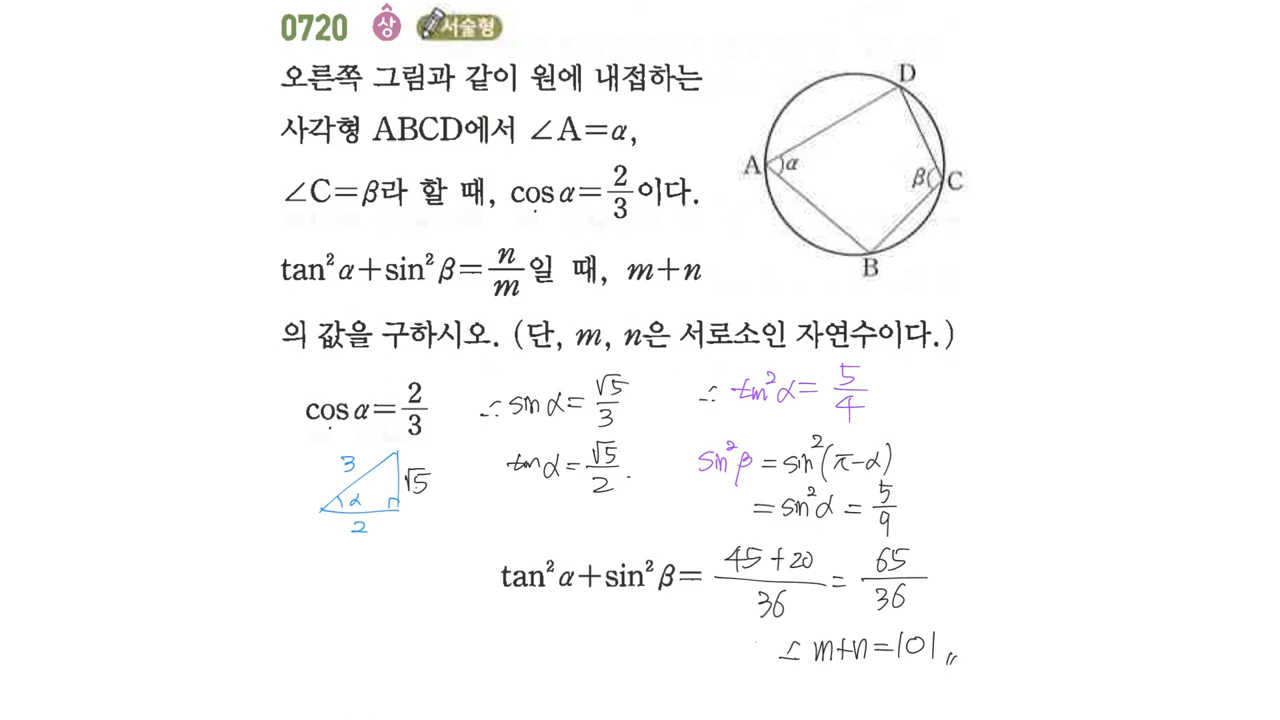 0720 상 서술형
오른쪽 그림과 같이 원에 내접하는
사각형 ABCD에서 ∠A=α,
∠C=β라 할 때, cos α=2/3이다.
tan²α+sin²β=n/m일 때, m+n
의 값을 구하시오. (단, m, n은 서로소인 자연수이다.)
D
A α
β C
B
cos α=2/3
∴ sin α=√5/3
∴ tan²α=5/4
3
√5
α
2
tan α=√5/2.
sin²β=sin²(π-α)
=sin²α=5/9
tan²α+sin²β=(45+20)/36=65/36
∴ m+n=101〃